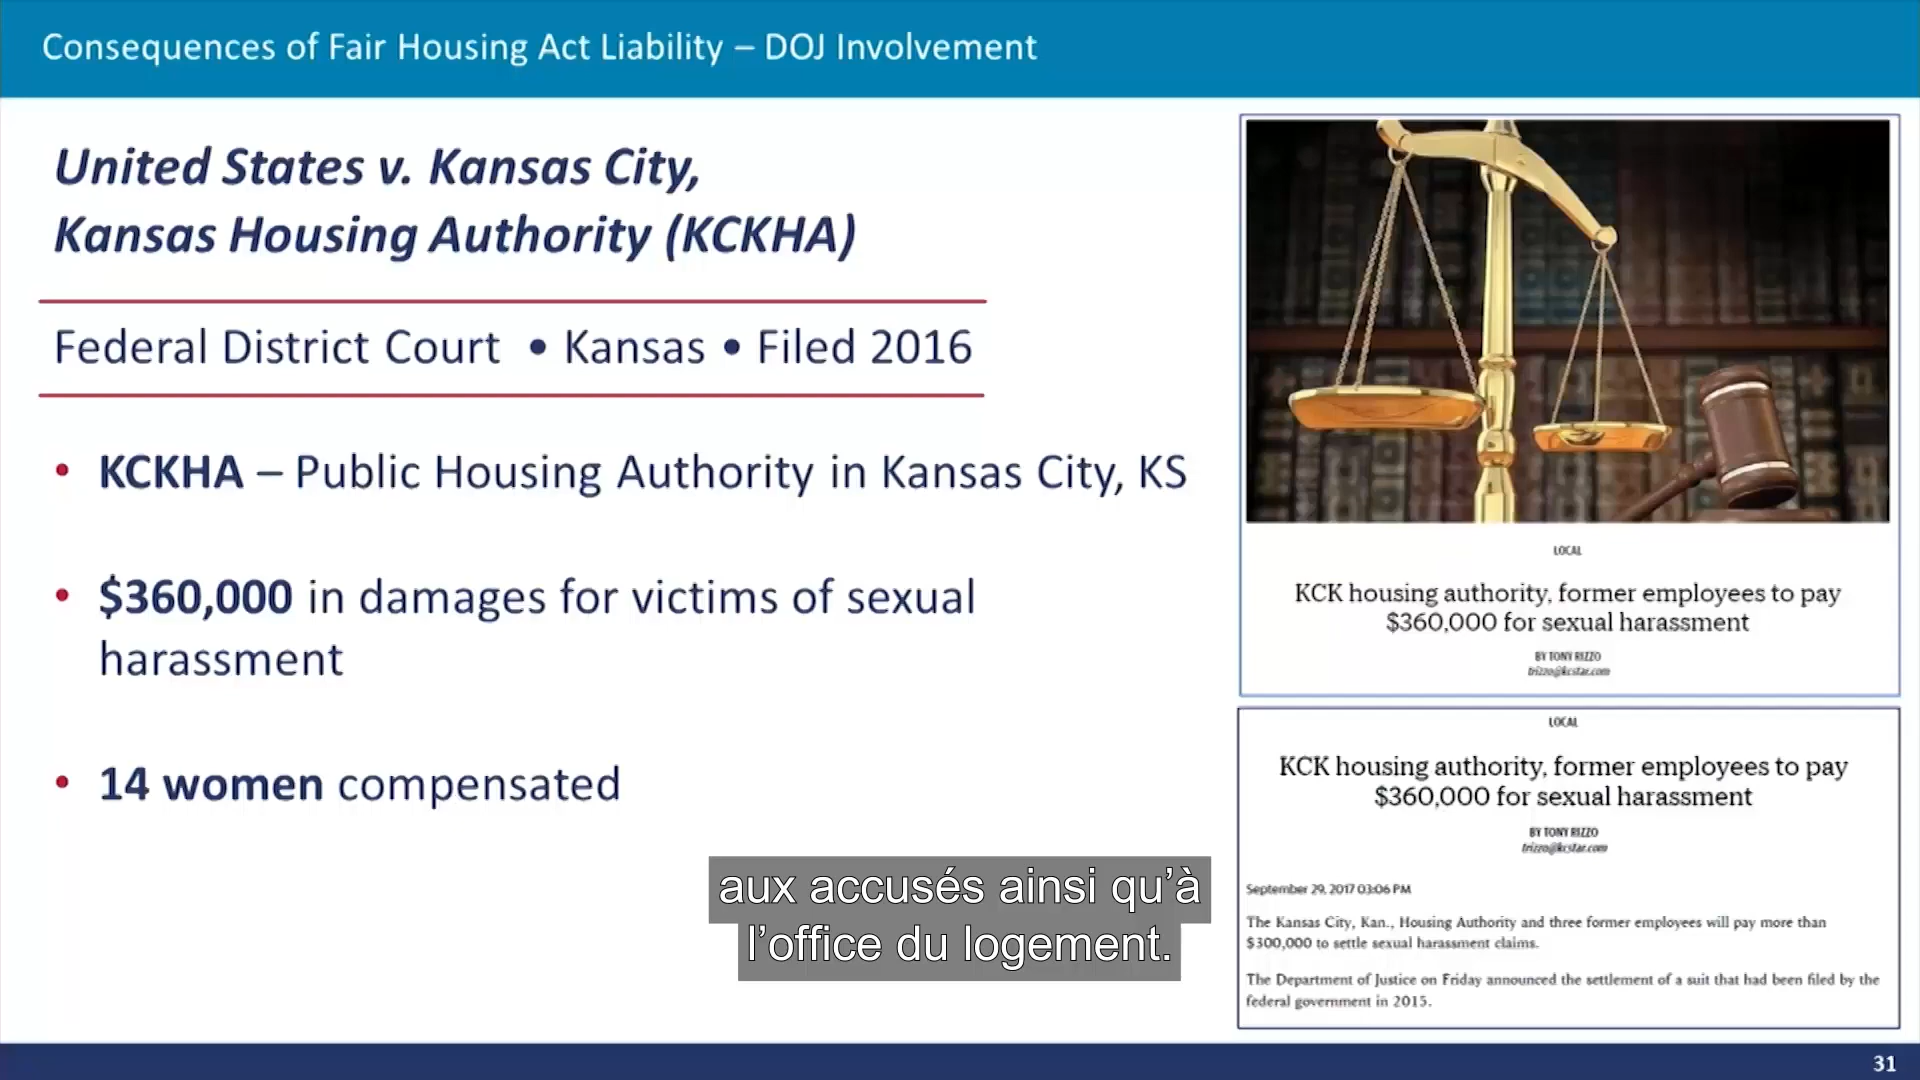 Consequences of Fair Housing Act Liability – DOJ Involvement
United States v. Kansas City,
Kansas Housing Authority (KCKHA)
Federal District Court • Kansas • Filed 2016
• KCKHA – Public Housing Authority in Kansas City, KS
• $360,000 in damages for victims of sexual
harassment
• 14 women compensated
LOCAL
KCK housing authority, former employees to pay
$360,000 for sexual harassment
BY TONY RIZZO
trizzo@kcstar.com
LOCAL
KCK housing authority, former employees to pay
$360,000 for sexual harassment
BY TONY RIZZO
trizzo@kcstar.com
September 29, 2017 03:06 PM
The Kansas City, Kan., Housing Authority and three former employees will pay more than
$300,000 to settle sexual harassment claims.
The Department of Justice on Friday announced the settlement of a suit that had been filed by the
federal government in 2015.
aux accusés ainsi qu’à
l’office du logement.
31